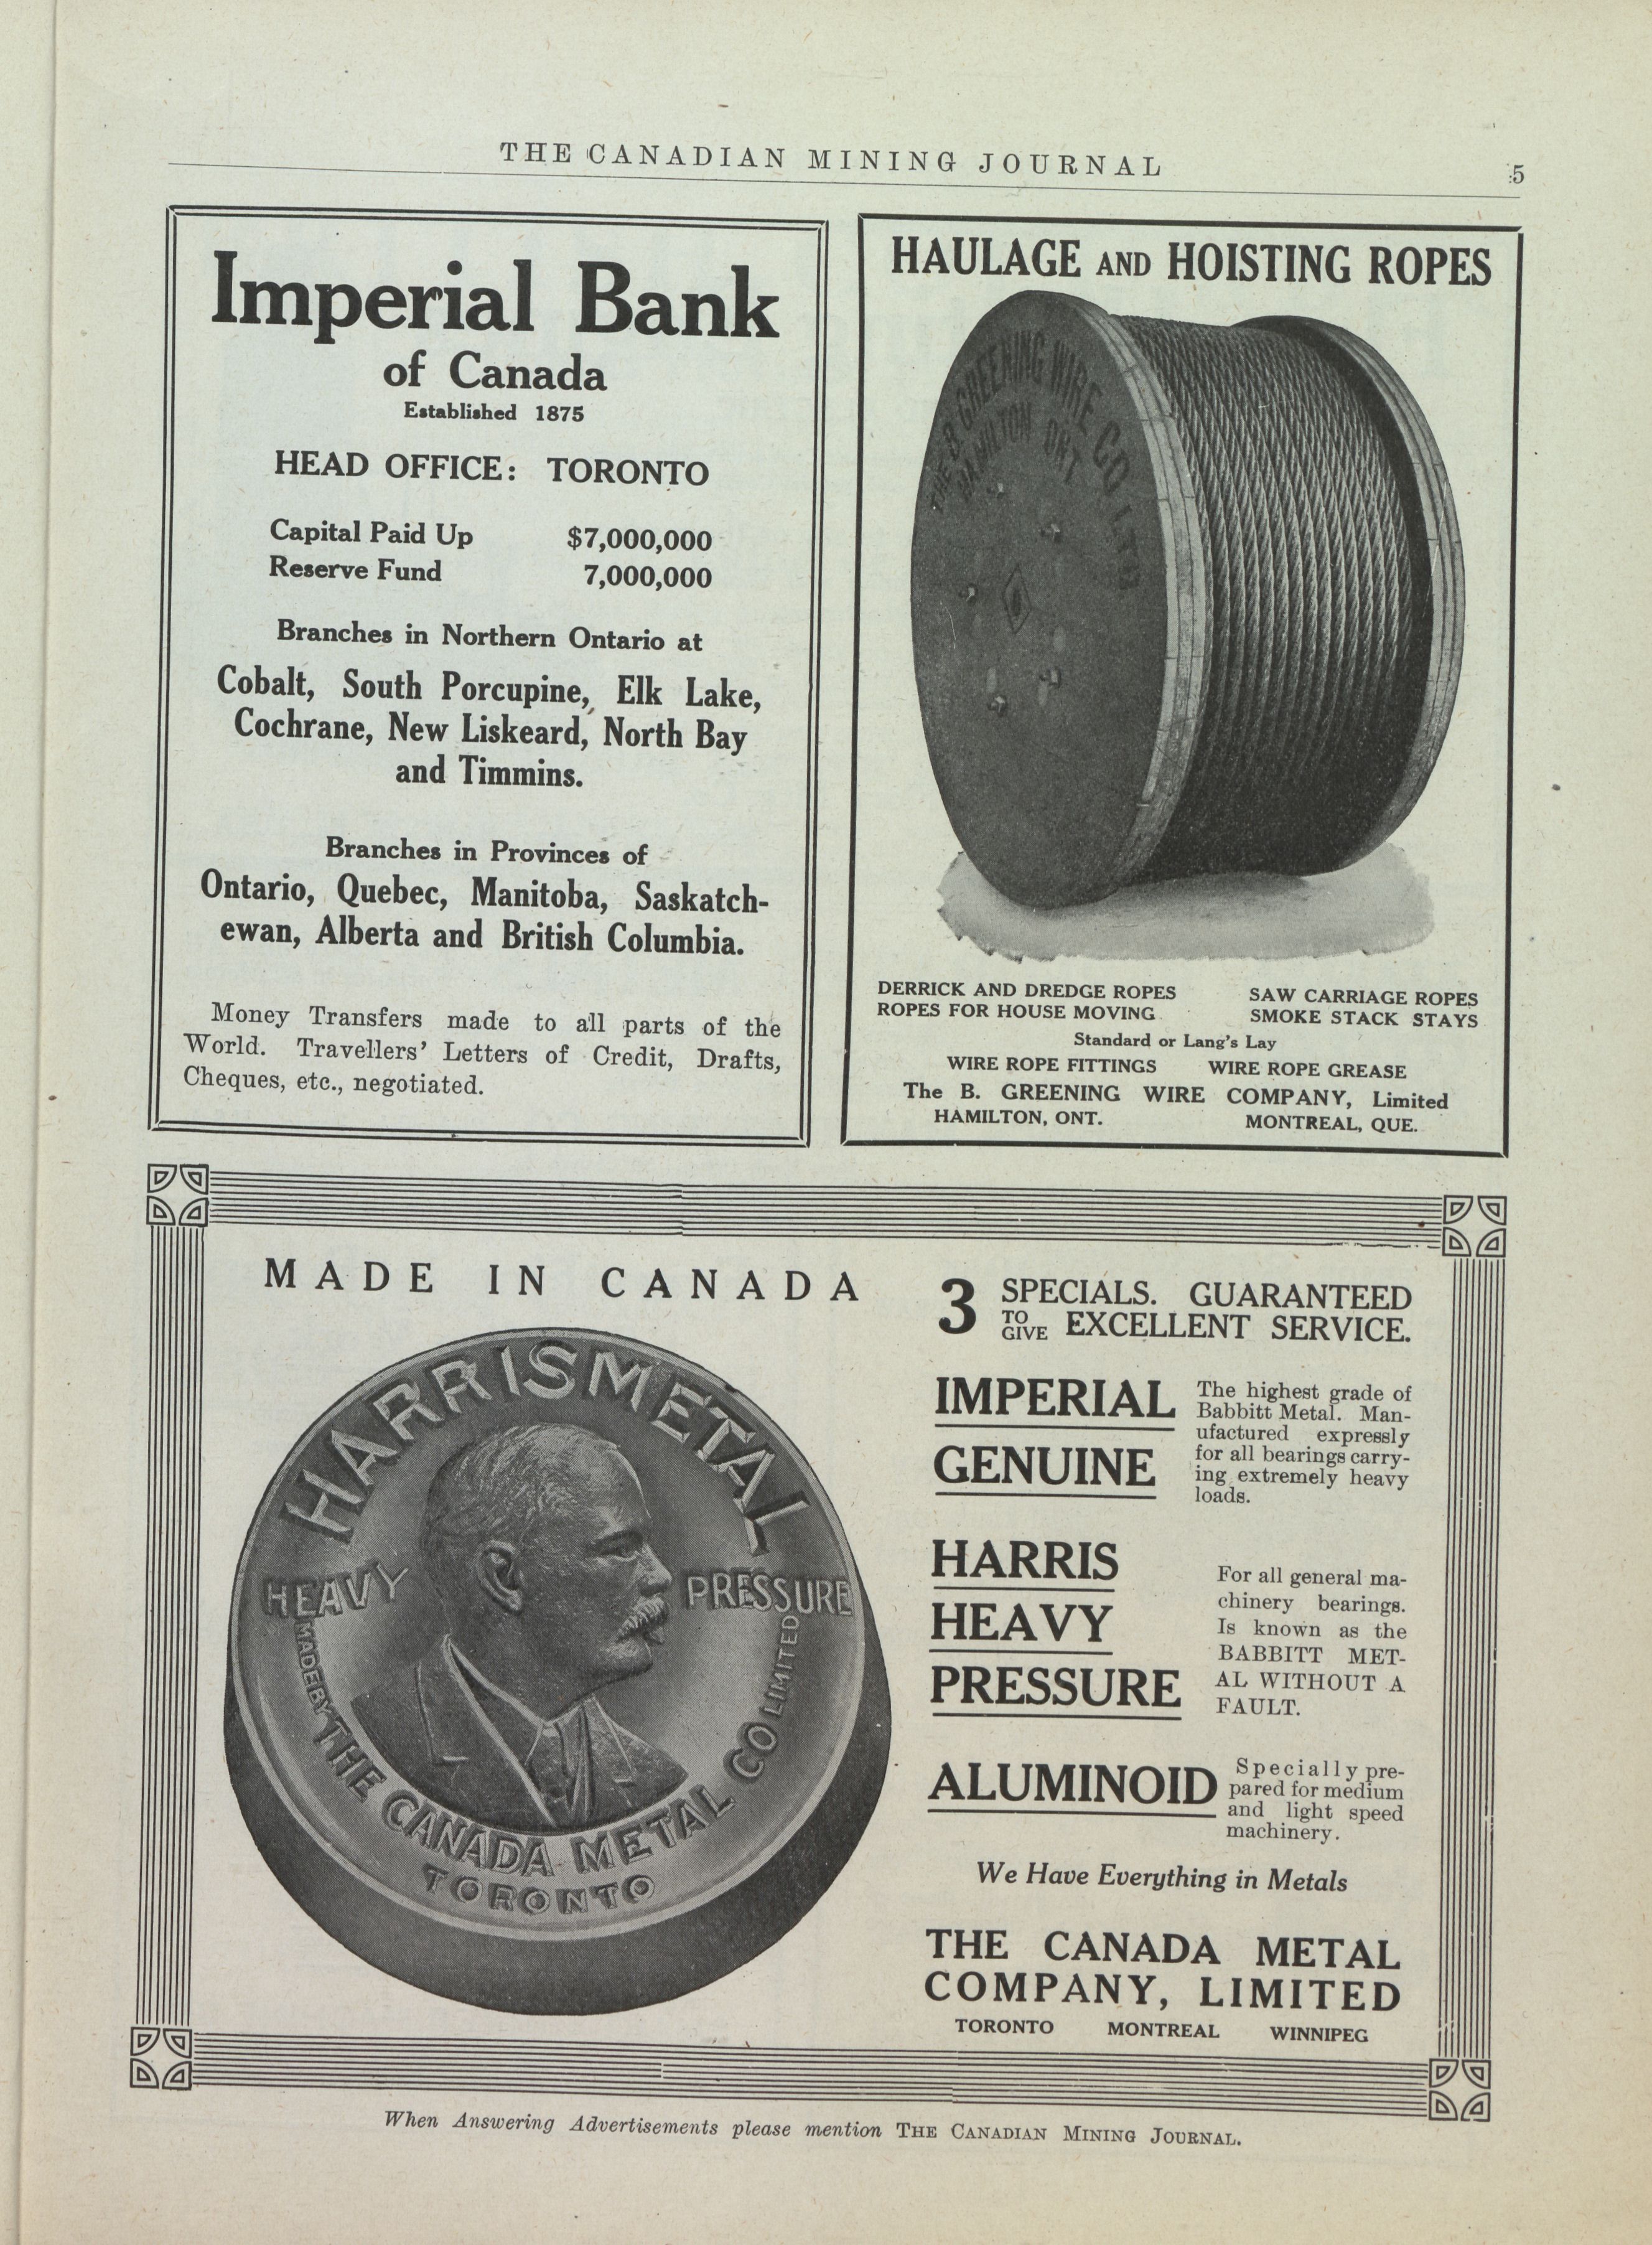 THE CANADIAN MINING JOURNAL
5
Imperial Bank
of Canada
Established 1875
HEAD OFFICE: TORONTO
Capital Paid Up $7,000,000
Reserve Fund 7,000,000
Branches in Northern Ontario at
Cobalt, South Porcupine, Elk Lake,
Cochrane, New Liskeard, North Bay
and Timmins.
Branches in Provinces of
Ontario, Quebec, Manitoba, Saskatch-
ewan, Alberta and British Columbia.
Money Transfers made to all parts of the
World. Travellers' Letters of Credit, Drafts,
Cheques, etc., negotiated.
HAULAGE AND HOISTING ROPES
THE B. GREENING WIRE CO LTD
HAMILTON ONT
DERRICK AND DREDGE ROPES SAW CARRIAGE ROPES
ROPES FOR HOUSE MOVING SMOKE STACK STAYS
Standard or Lang's Lay
WIRE ROPE FITTINGS WIRE ROPE GREASE
The B. GREENING WIRE COMPANY, Limited
HAMILTON, ONT. MONTREAL, QUE.
MADE IN CANADA
HARRISMETAL
HEAVY PRESSURE
MADE BY THE CANADA METAL CO LIMITED
TORONTO
3 SPECIALS. GUARANTEED
TO GIVE EXCELLENT SERVICE.
IMPERIAL
GENUINE
The highest grade of
Babbitt Metal. Man-
ufactured expressly
for all bearings carry-
ing extremely heavy
loads.
HARRIS
HEAVY
PRESSURE
For all general ma-
chinery bearings.
Is known as the
BABBITT MET-
AL WITHOUT A
FAULT.
ALUMINOID
Specially pre-
pared for medium
and light speed
machinery.
We Have Everything in Metals
THE CANADA METAL
COMPANY, LIMITED
TORONTO MONTREAL WINNIPEG
When Answering Advertisements please mention THE CANADIAN MINING JOURNAL.